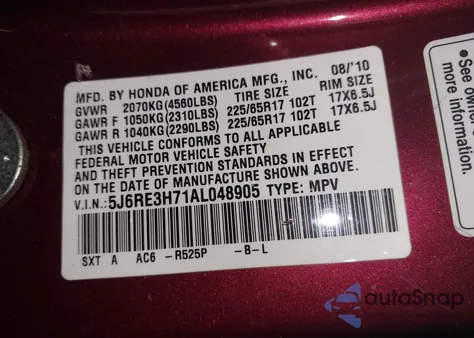 MFD. BY HONDA OF AMERICA MFG., INC. 08/'10
GVWR 2070KG(4560LBS) TIRE SIZE RIM SIZE
GAWR F 1050KG(2310LBS) 225/65R17 102T 17X6.5J
GAWR R 1040KG(2290LBS) 225/65R17 102T 17X6.5J
THIS VEHICLE CONFORMS TO ALL APPLICABLE
FEDERAL MOTOR VEHICLE SAFETY
AND THEFT PREVENTION STANDARDS IN EFFECT
ON THE DATE OF MANUFACTURE SHOWN ABOVE.
V.I.N.: 5J6RE3H71AL048905 TYPE: MPV
SXT A AC6 -R525P -B-L
•See owner
information
autoSnap